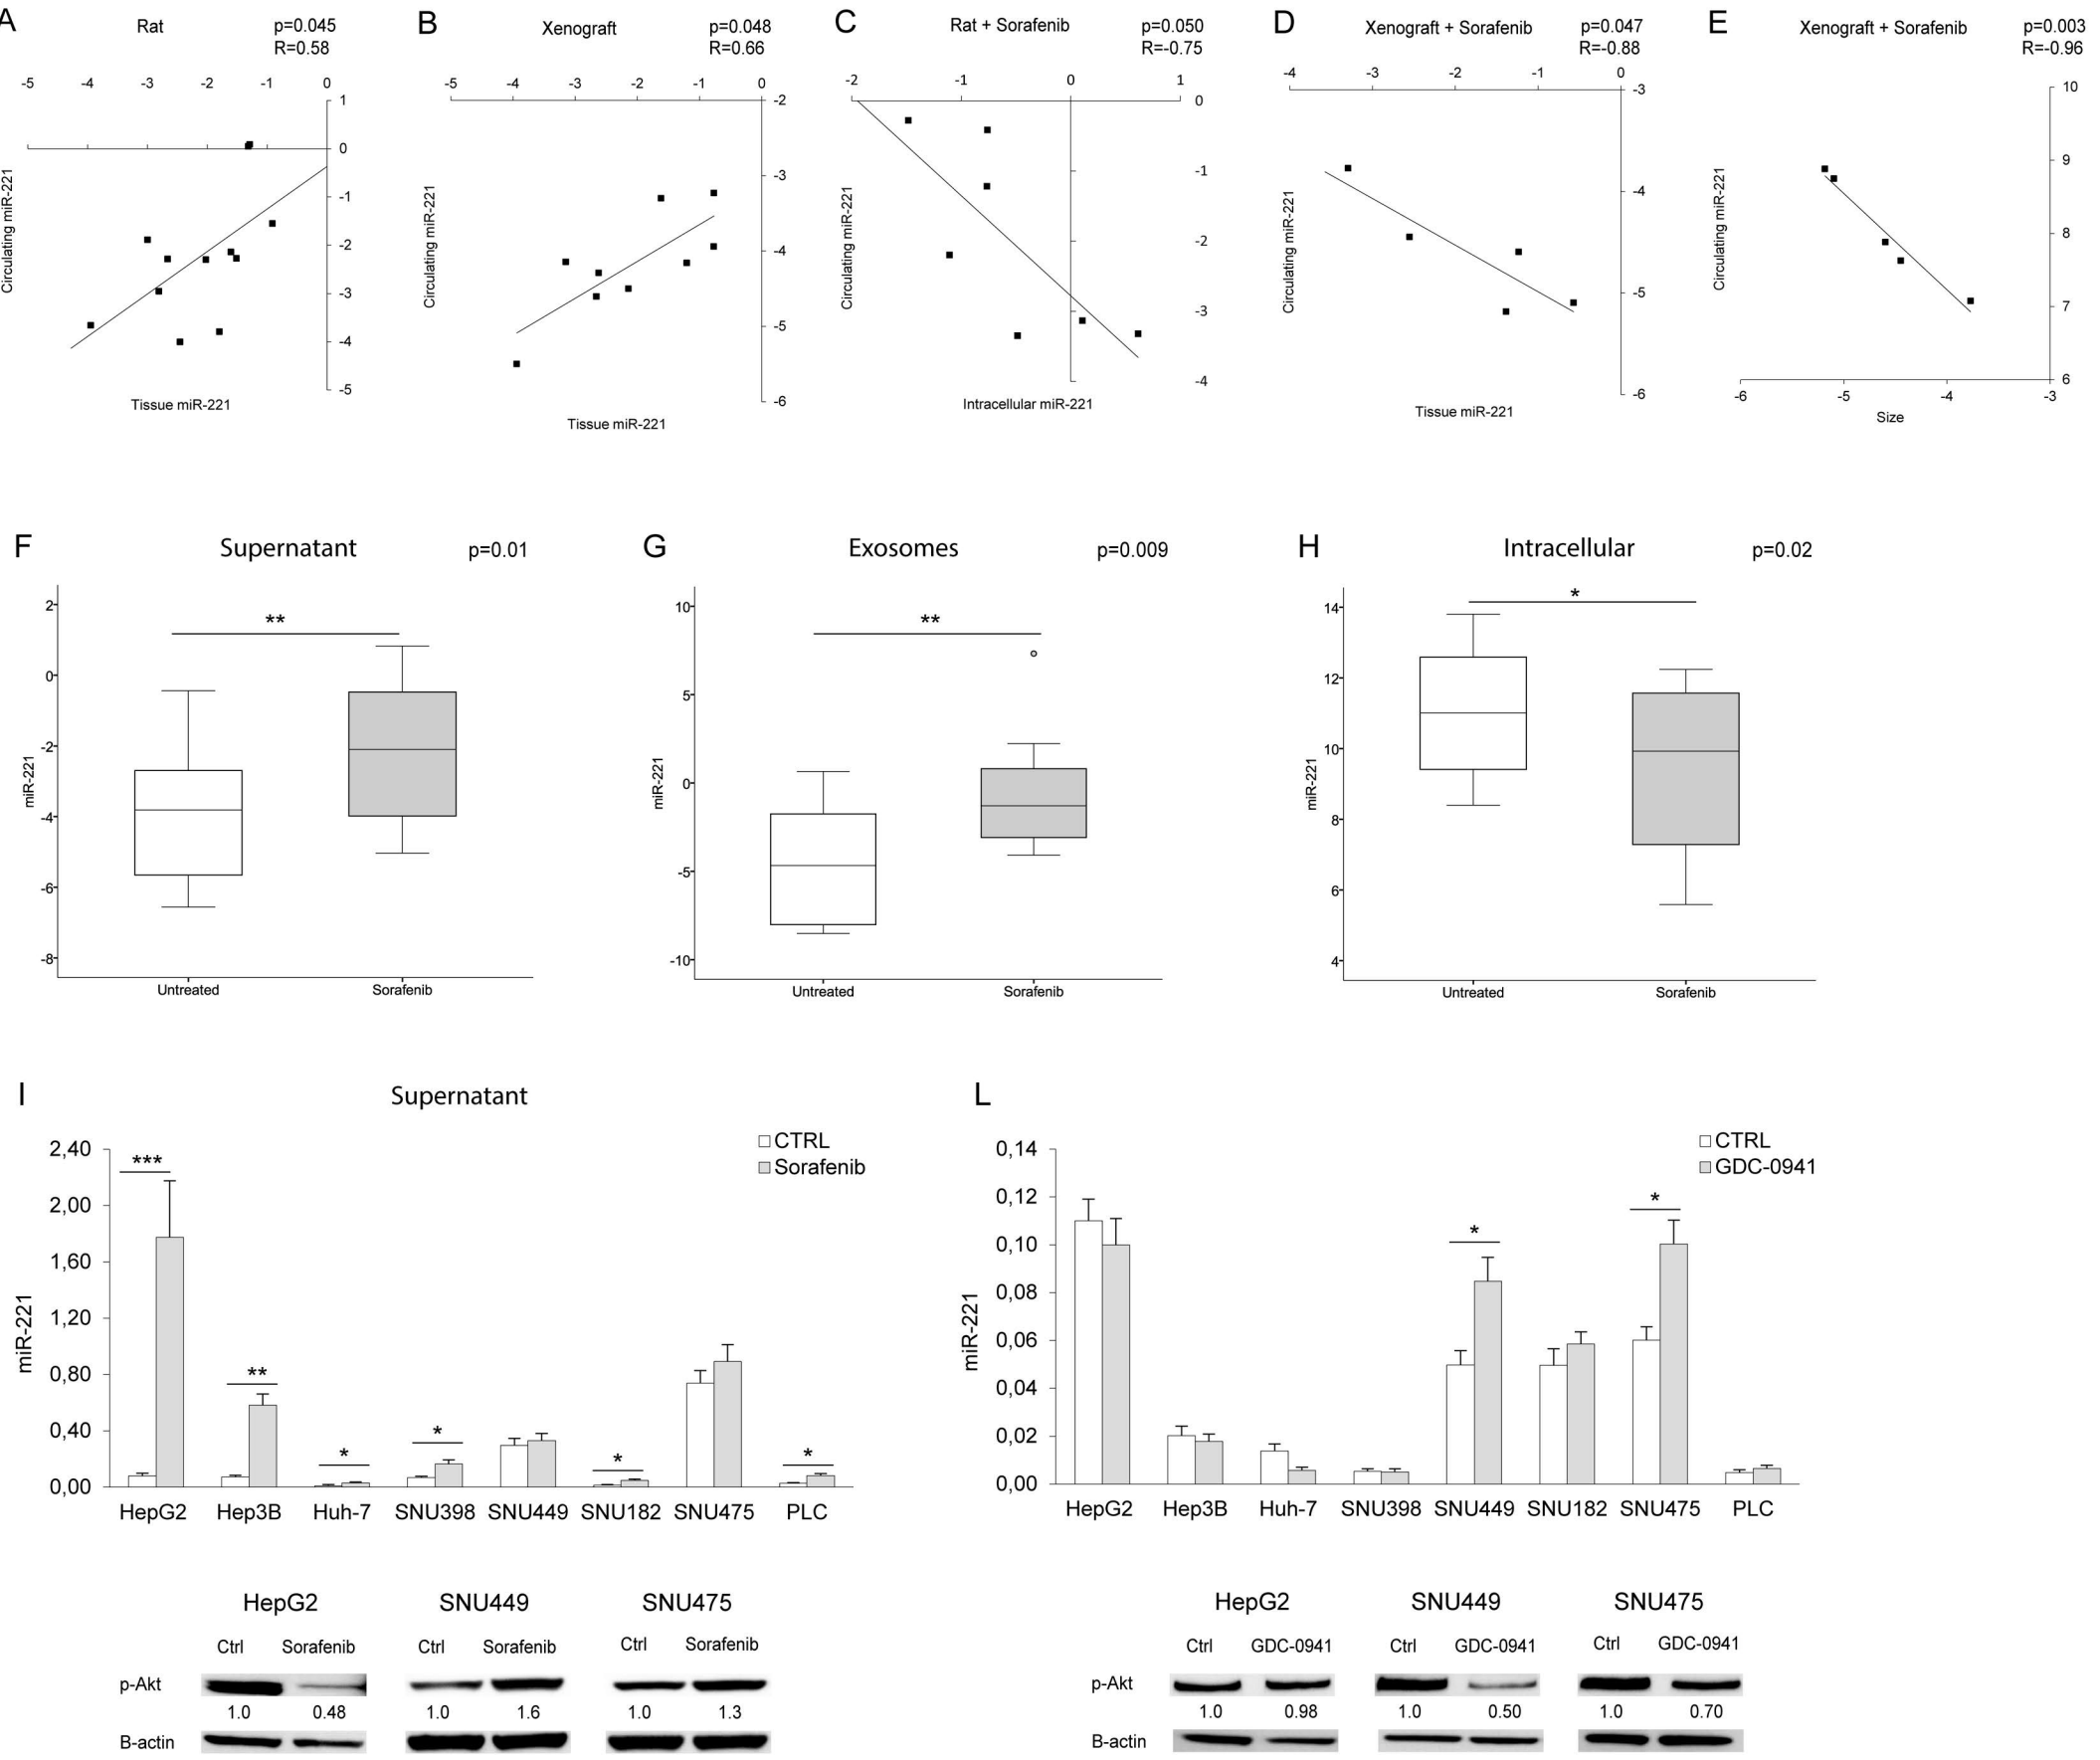 A Rat p=0.045
R=0.58
-5 -4 -3 -2 -1 0
1
0
-1
-2
-3
-4
-5
Circulating miR-221
Tissue miR-221
B Xenograft p=0.048
R=0.66
-5 -4 -3 -2 -1 0
-2
-3
-4
-5
-6
Circulating miR-221
Tissue miR-221
C Rat + Sorafenib p=0.050
R=-0.75
-2 -1 0 1
0
-1
-2
-3
-4
Circulating miR-221
Intracellular miR-221
D Xenograft + Sorafenib p=0.047
R=-0.88
-4 -3 -2 -1 0
-3
-4
-5
-6
Circulating miR-221
Tissue miR-221
E Xenograft + Sorafenib p=0.003
R=-0.96
10
9
8
7
6
Circulating miR-221
-6 -5 -4 -3
Size
F Supernatant p=0.01
**
2
0
-2
-4
-6
-8
miR-221
Untreated Sorafenib
G Exosomes p=0.009
**
10
5
0
-5
-10
miR-221
Untreated Sorafenib
H Intracellular p=0.02
*
14
12
10
8
6
4
miR-221
Untreated Sorafenib
I Supernatant
CTRL
Sorafenib
2,40
2,00
1,60
1,20
0,80
0,40
0,00
miR-221
*** ** * * * *
HepG2 Hep3B Huh-7 SNU398 SNU449 SNU182 SNU475 PLC
HepG2 SNU449 SNU475
Ctrl Sorafenib Ctrl Sorafenib Ctrl Sorafenib
p-Akt
1.0 0.48 1.0 1.6 1.0 1.3
B-actin
L
CTRL
GDC-0941
0,14
0,12
0,10
0,08
0,06
0,04
0,02
0,00
miR-221
* *
HepG2 Hep3B Huh-7 SNU398 SNU449 SNU182 SNU475 PLC
HepG2 SNU449 SNU475
Ctrl GDC-0941 Ctrl GDC-0941 Ctrl GDC-0941
p-Akt
1.0 0.98 1.0 0.50 1.0 0.70
B-actin